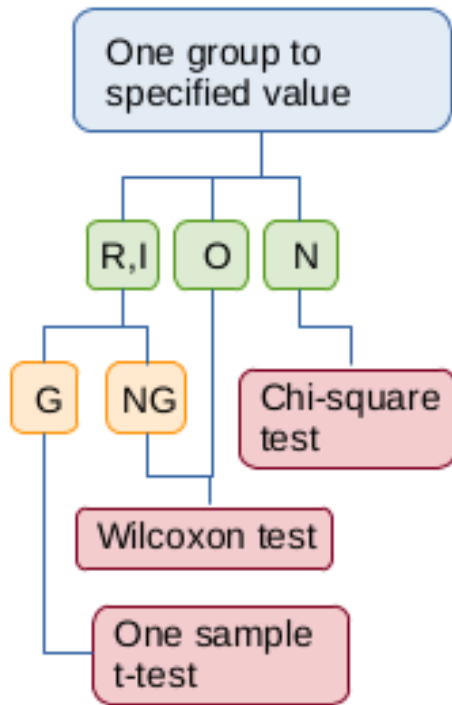 One group to
specified value
R,I
O
N
G
NG
Chi-square
test
Wilcoxon test
One sample
t-test